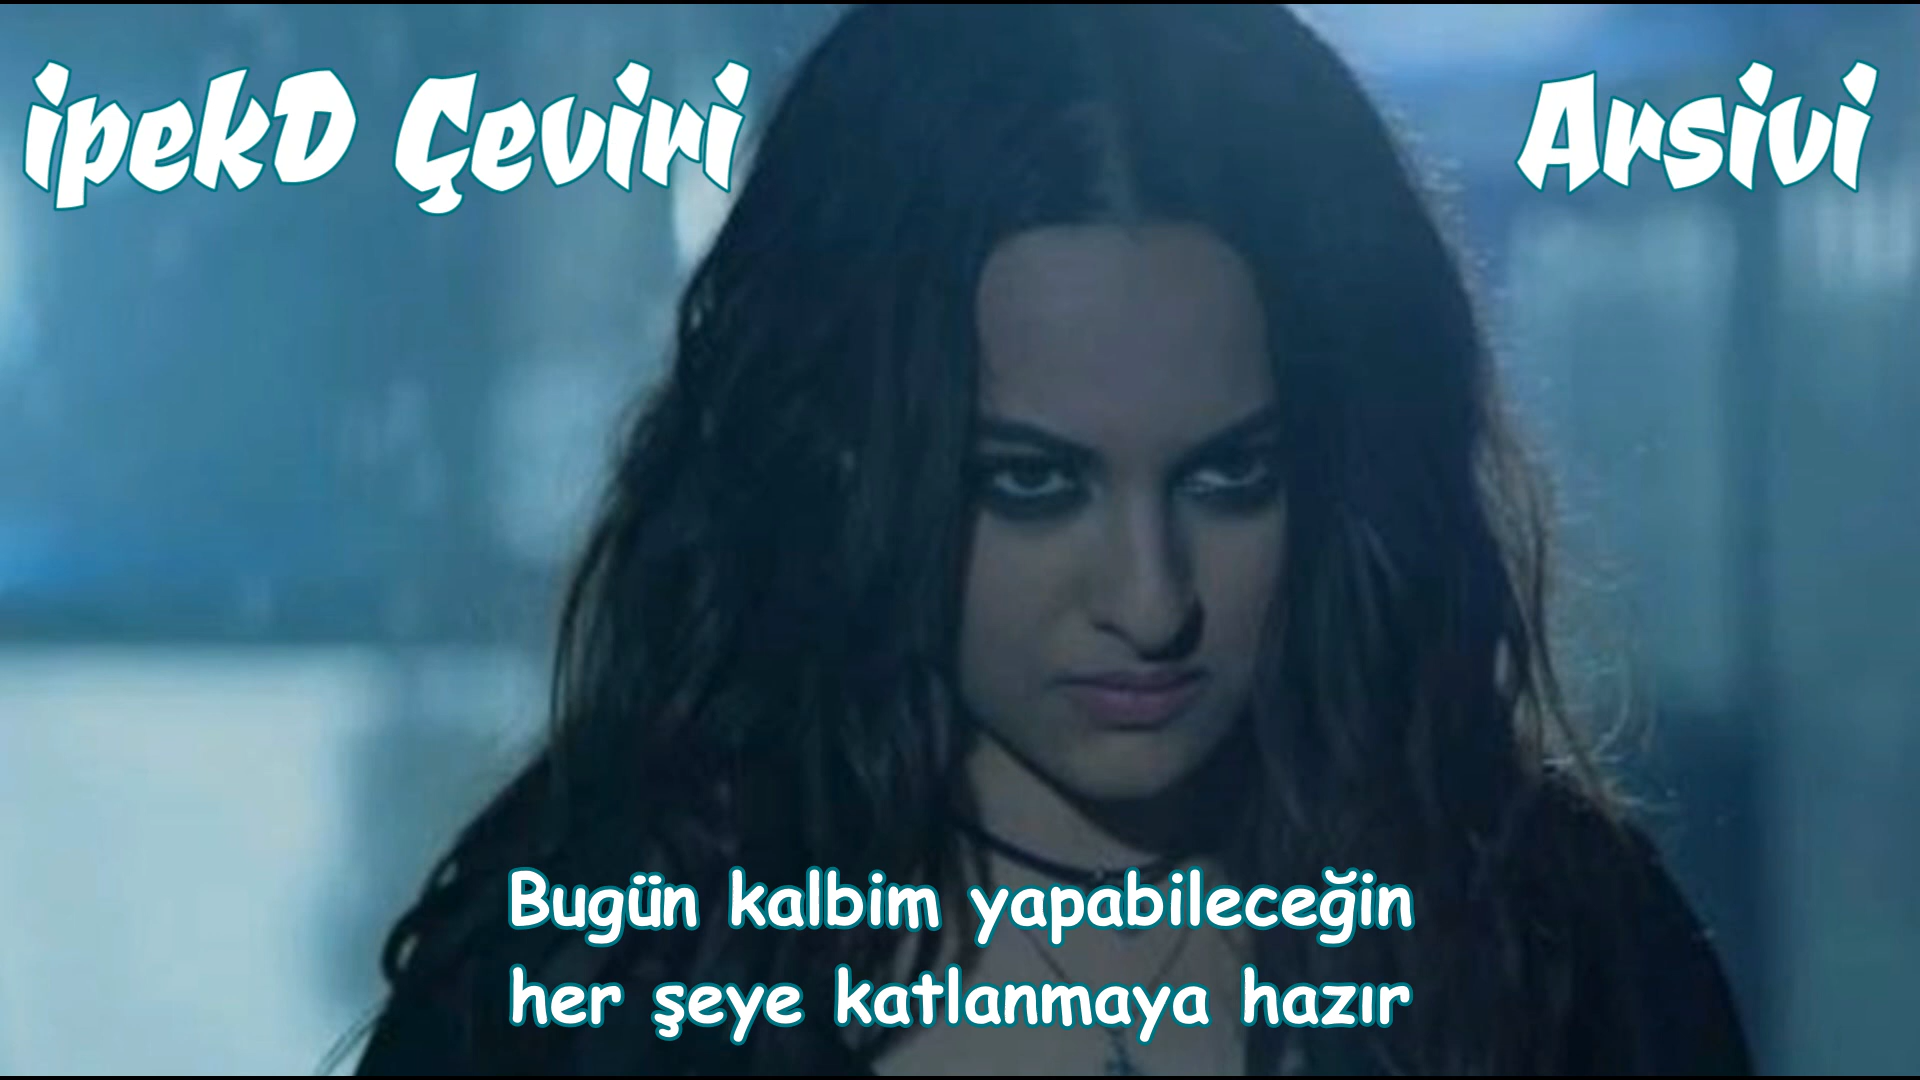 ipekD Çeviri Arsivi
Bugün kalbim yapabileceğin
her şeye katlanmaya hazır